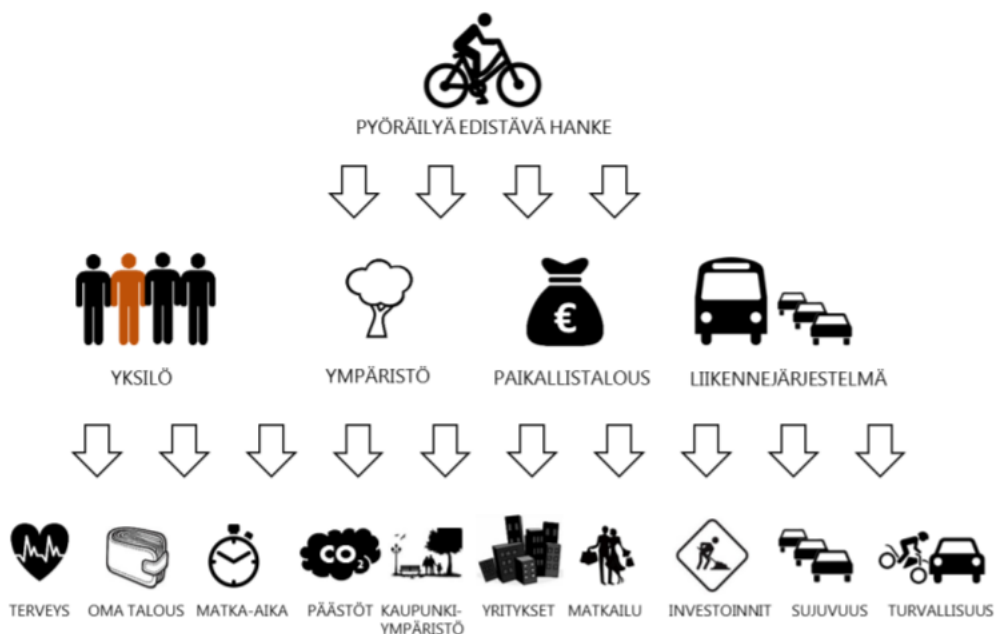 PYÖRÄILYÄ EDISTÄVÄ HANKE
€
YKSILÖ
YMPÄRISTÖ
PAIKALLISTALOUS
LIIKENNEJÄRJESTELMÄ
CO2
TERVEYS
OMA TALOUS
MATKA-AIKA
PÄÄSTÖT
KAUPUNKI-
YMPÄRISTÖ
YRITYKSET
MATKAILU
INVESTOINNIT
SUJUVUUS
TURVALLISUUS